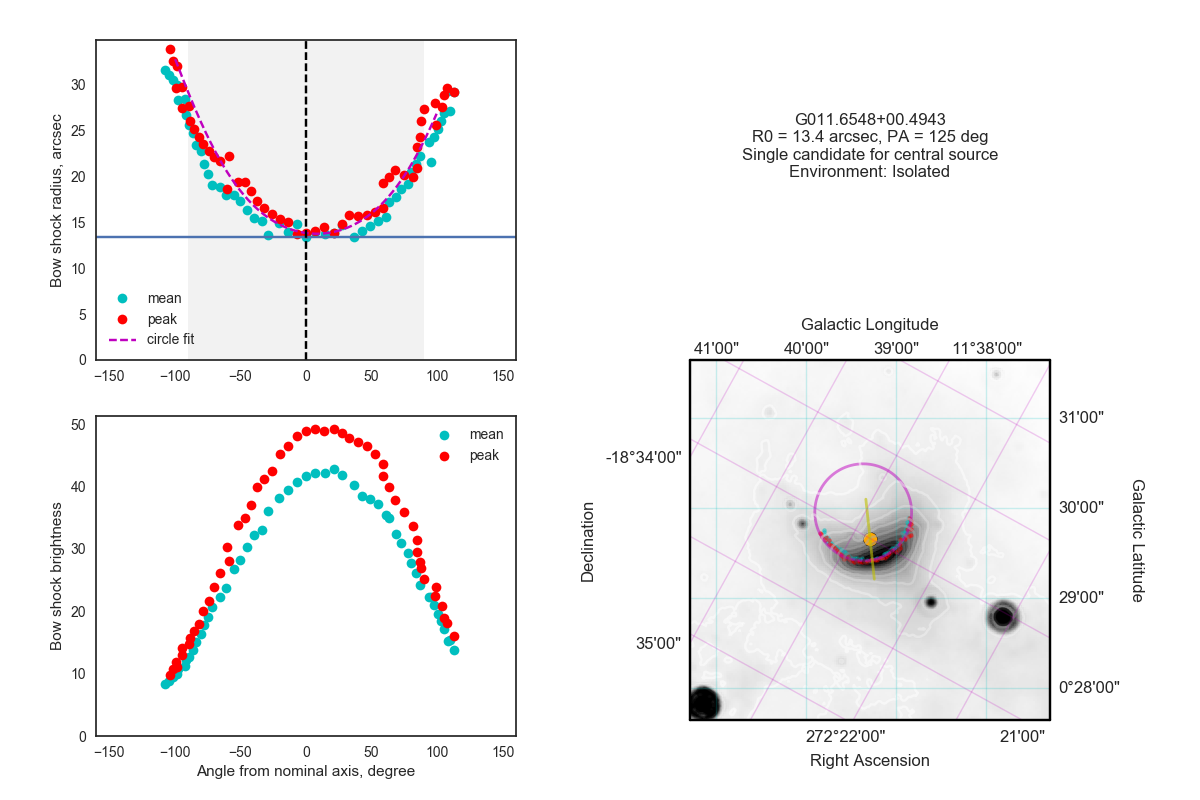 Bow shock radius, arcsec
30
25
20
15
10
5
0
mean
peak
circle fit
−150 −100 −50 0 50 100 150
Bow shock brightness
50
40
30
20
10
0
mean
peak
−150 −100 −50 0 50 100 150
Angle from nominal axis, degree
G011.6548+00.4943
R0 = 13.4 arcsec, PA = 125 deg
Single candidate for central source
Environment: Isolated
Galactic Longitude
41'00" 40'00" 39'00" 11°38'00"
Declination
-18°34'00"
35'00"
31'00"
30'00"
29'00"
0°28'00"
Galactic Latitude
272°22'00" 21'00"
Right Ascension